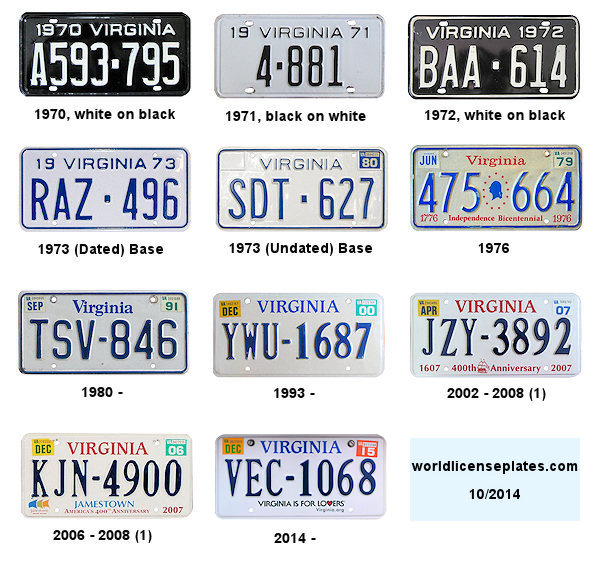 1970 VIRGINIA
A593·795
1970, white on black
19 VIRGINIA 71
4·881
1971, black on white
VIRGINIA 1972
BAA·614
1972, white on black
19 VIRGINIA 73
RAZ·496
1973 (Dated) Base
VIRGINIA 80
SDT·627
1973 (Undated) Base
JUN Virginia 79
475 664
1776 Independence Bicentennial 1976
1976
SEP Virginia 91
TSV-846
1980 -
DEC VIRGINIA 00
YWU-1687
1993 -
APR VIRGINIA 07
JZY-3892
1607 400th Anniversary 2007
2002 - 2008 (1)
DEC VIRGINIA 06
KJN-4900
JAMESTOWN
AMERICA'S 400TH ANNIVERSARY 2007
2006 - 2008 (1)
DEC VIRGINIA 15
VEC-1068
VIRGINIA IS FOR LOVERS
Virginia.org
2014 -
worldlicenseplates.com
10/2014